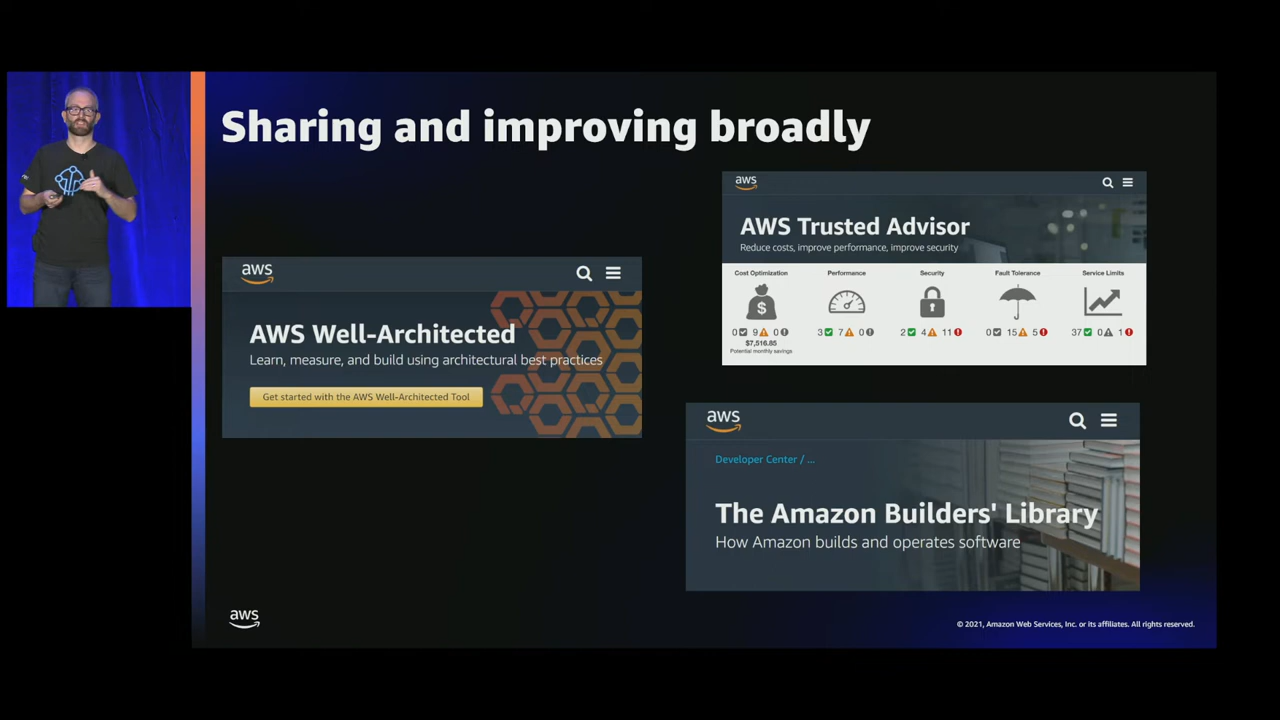 Sharing and improving broadly
aws
AWS Well-Architected
Learn, measure, and build using architectural best practices
Get started with the AWS Well-Architected Tool
aws
AWS Trusted Advisor
Reduce costs, improve performance, improve security
Cost Optimization Performance Security Fault Tolerance Service Limits
0 9 0 3 7 0 2 4 11 0 15 5 37 0 1
$7,516.85
Potential monthly savings
aws
Developer Center / ...
The Amazon Builders' Library
How Amazon builds and operates software
aws
© 2021, Amazon Web Services, Inc. or its affiliates. All rights reserved.